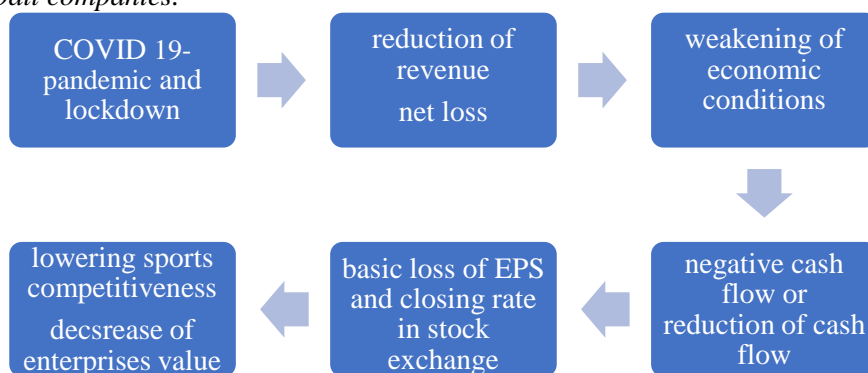 ball companies.
COVID 19-
pandemic and
lockdown
reduction of
revenue
net loss
weakening of
economic
conditions
negative cash
flow or
reduction of cash
flow
basic loss of EPS
and closing rate
in stock
exchange
lowering sports
competitiveness
decsrease of
enterprises value